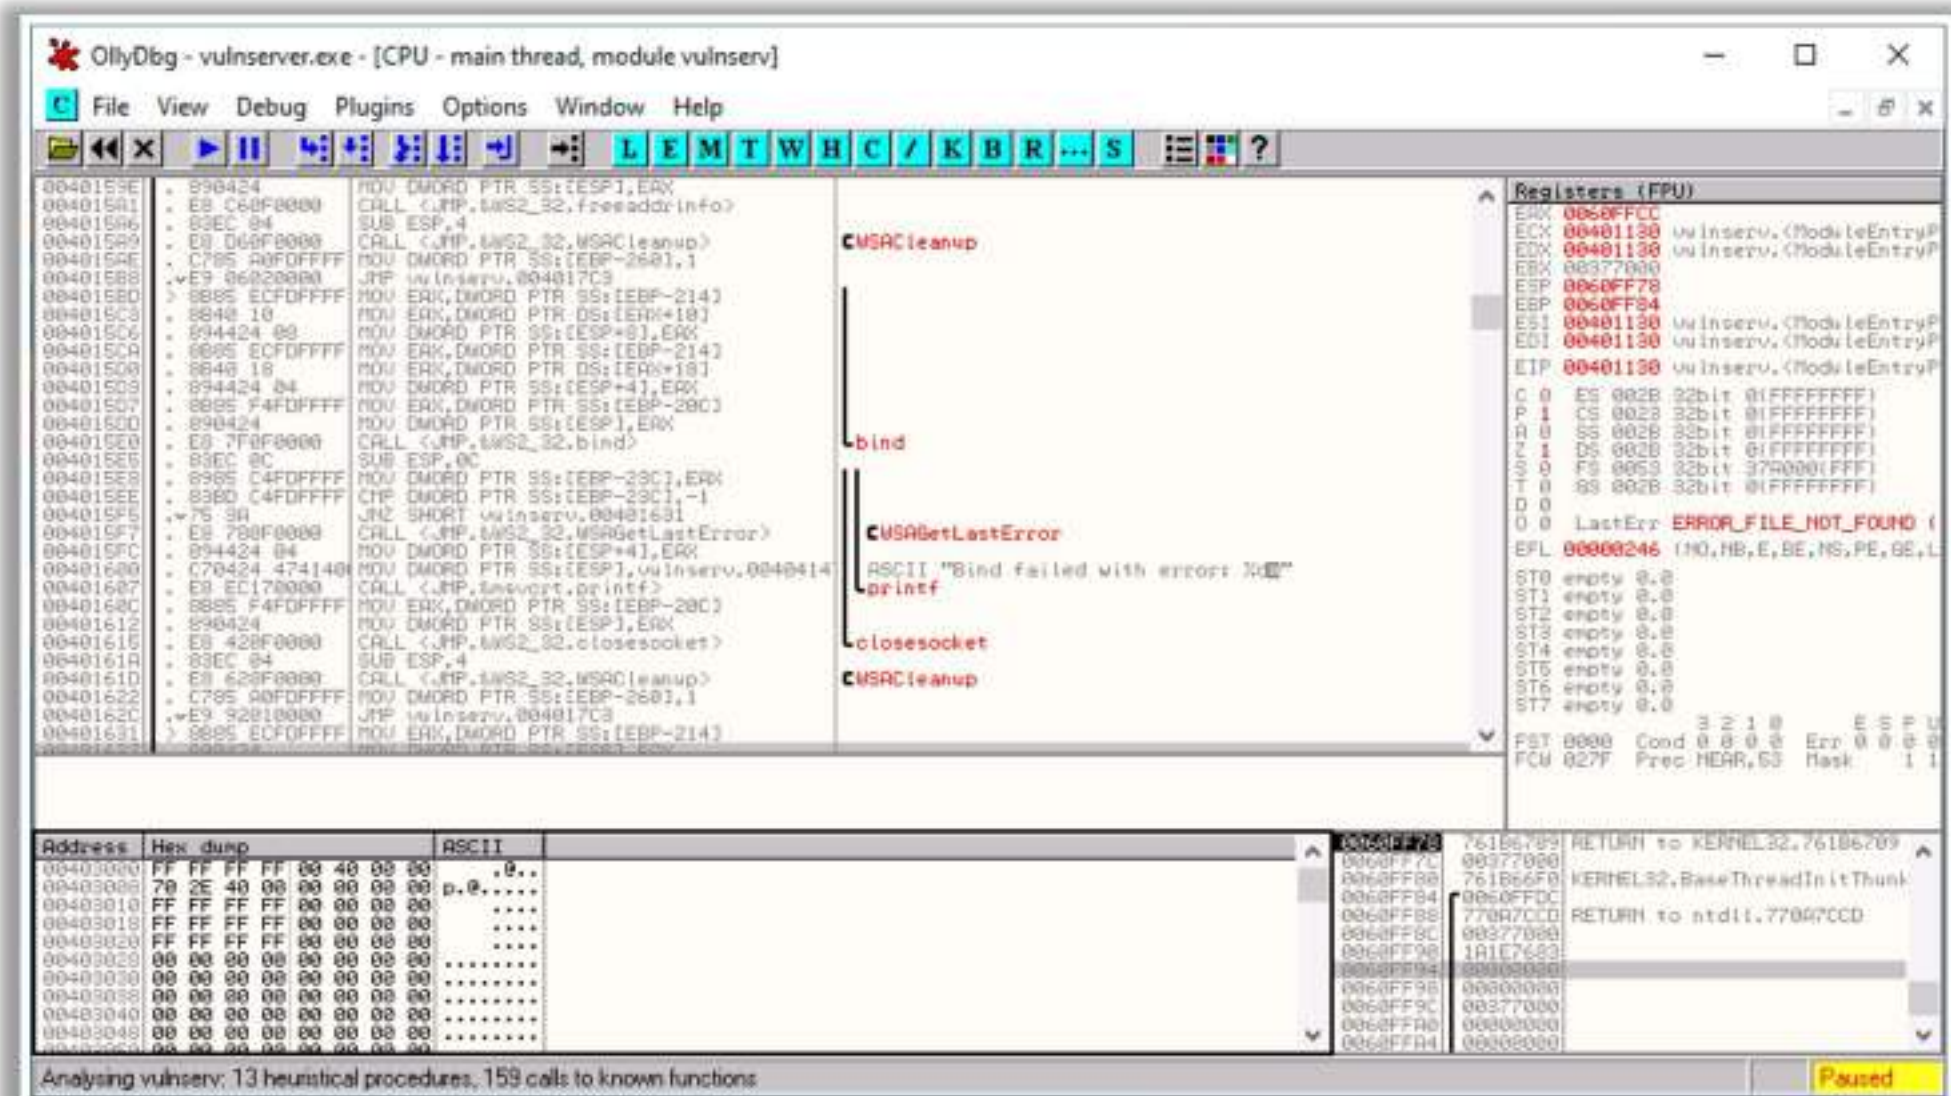 OllyDbg - vulnserver.exe - [CPU - main thread, module vulnserv]
C File View Debug Plugins Options Window Help
L E M T W H C / K B R ... S ?
0040159E . 890424 MOV DWORD PTR SS:[ESP],EAX
004015A1 . E8 C60F0000 CALL <JMP.&WS2_32.freeaddrinfo>
004015A6 . 83EC 04 SUB ESP,4
004015A9 . E8 D60F0000 CALL <JMP.&WS2_32.WSACleanup> WSACleanup
004015AE . C785 A0FDFFFF MOV DWORD PTR SS:[EBP-260],1
004015B8 . E9 06020000 JMP vulnserv.004017C3
004015BD > 8B85 ECFDFFFF MOV EAX,DWORD PTR SS:[EBP-214]
004015C3 . 8B40 10 MOV EAX,DWORD PTR DS:[EAX+10]
004015C6 . 894424 08 MOV DWORD PTR SS:[ESP+8],EAX
004015CA . 8B85 ECFDFFFF MOV EAX,DWORD PTR SS:[EBP-214]
004015D0 . 8B40 18 MOV EAX,DWORD PTR DS:[EAX+18]
004015D3 . 894424 04 MOV DWORD PTR SS:[ESP+4],EAX
004015D7 . 8B85 F4FDFFFF MOV EAX,DWORD PTR SS:[EBP-20C]
004015DD . 890424 MOV DWORD PTR SS:[ESP],EAX
004015E0 . E8 7F0F0000 CALL <JMP.&WS2_32.bind> bind
004015E5 . 83EC 0C SUB ESP,0C
004015E8 . 8985 C4FDFFFF MOV DWORD PTR SS:[EBP-23C],EAX
004015EE . 83BD C4FDFFFF CMP DWORD PTR SS:[EBP-23C],-1
004015F5 . 75 3A JNZ SHORT vulnserv.00401631
004015F7 . E8 780F0000 CALL <JMP.&WS2_32.WSAGetLastError> WSAGetLastError
004015FC . 894424 04 MOV DWORD PTR SS:[ESP+4],EAX
00401600 . C70424 474140 MOV DWORD PTR SS:[ESP],vulnserv.0040414 ASCII "Bind failed with error: %d"
00401607 . E8 EC170000 CALL <JMP.&msvcrt.printf> printf
0040160C . 8B85 F4FDFFFF MOV EAX,DWORD PTR SS:[EBP-20C]
00401612 . 890424 MOV DWORD PTR SS:[ESP],EAX
00401615 . E8 420F0000 CALL <JMP.&WS2_32.closesocket> closesocket
0040161A . 83EC 04 SUB ESP,4
0040161D . E8 620F0000 CALL <JMP.&WS2_32.WSACleanup> WSACleanup
00401622 . C785 A0FDFFFF MOV DWORD PTR SS:[EBP-260],1
0040162C . E9 92010000 JMP vulnserv.004017C3
00401631 > 8B85 ECFDFFFF MOV EAX,DWORD PTR SS:[EBP-214]
Registers (FPU)
EAX 0060FFCC
ECX 00401130 vulnserv.<ModuleEntryP
EDX 00401130 vulnserv.<ModuleEntryP
EBX 00377000
ESP 0060FF78
EBP 0060FF84
ESI 00401130 vulnserv.<ModuleEntryP
EDI 00401130 vulnserv.<ModuleEntryP
EIP 00401130 vulnserv.<ModuleEntryP
C 0 ES 002B 32bit 0(FFFFFFFF)
P 1 CS 0023 32bit 0(FFFFFFFF)
A 0 SS 002B 32bit 0(FFFFFFFF)
Z 1 DS 002B 32bit 0(FFFFFFFF)
S 0 FS 0053 32bit 37A000(FFF)
T 0 GS 002B 32bit 0(FFFFFFFF)
D 0
O 0 LastErr ERROR_FILE_NOT_FOUND (
EFL 00000246 (NO,NB,E,BE,NS,PE,GE,L
ST0 empty 0.0
ST1 empty 0.0
ST2 empty 0.0
ST3 empty 0.0
ST4 empty 0.0
ST5 empty 0.0
ST6 empty 0.0
ST7 empty 0.0
3 2 1 0 E S P U
FST 0000 Cond 0 0 0 0 Err 0 0 0 0
FCW 027F Prec NEAR,53 Mask 1 1
Address Hex dump ASCII
00403000 FF FF FF FF 00 40 00 00 .@..
00403008 70 2E 40 00 00 00 00 00 p.@.....
00403010 FF FF FF FF 00 00 00 00 ....
00403018 FF FF FF FF 00 00 00 00 ....
00403020 FF FF FF FF 00 00 00 00 ....
00403028 00 00 00 00 00 00 00 00 ........
00403030 00 00 00 00 00 00 00 00 ........
00403038 00 00 00 00 00 00 00 00 ........
00403040 00 00 00 00 00 00 00 00 ........
00403048 00 00 00 00 00 00 00 00 ........
0060FF78 761B6709 RETURN to KERNEL32.761B6709
0060FF7C 00377000
0060FF80 761B66F0 KERNEL32.BaseThreadInitThunk
0060FF84 0060FFDC
0060FF88 770A7CCD RETURN to ntdll.770A7CCD
0060FF8C 00377000
0060FF90 1A1E7683
0060FF94 00000000
0060FF98 00000000
0060FF9C 00377000
0060FFA0 00000000
0060FFA4 00000000
Analysing vulnserv: 13 heuristical procedures, 159 calls to known functions
Paused